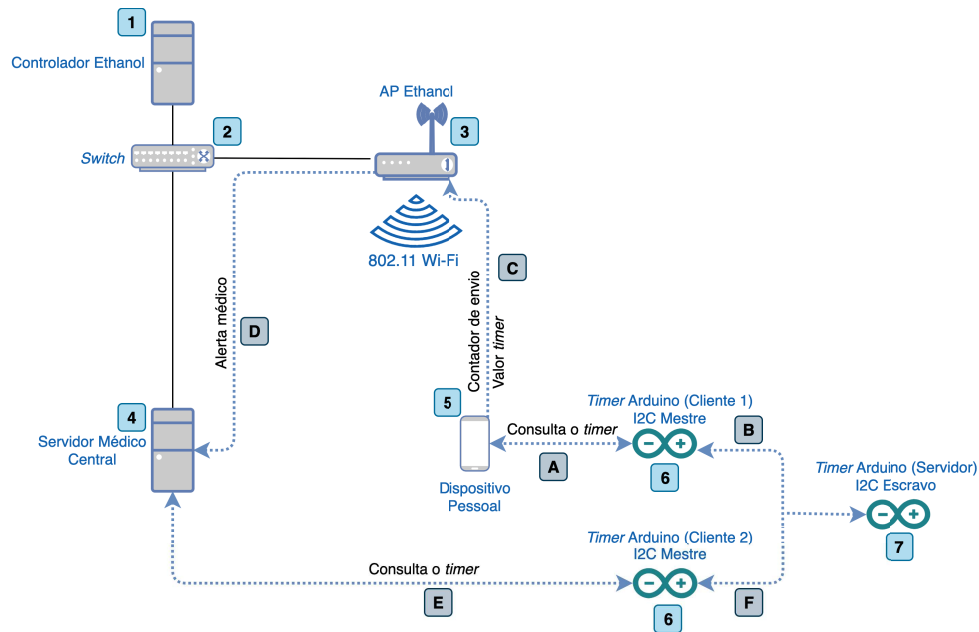 1
Controlador Ethanol
AP Ethancl
2
3
Switch
802.11 Wi-Fi
C
Alerta médico
D
Contador de envio
Valor timer
4
Servidor Médico
Central
5
Dispositivo
Pessoal
Consulta o timer
A
Timer Arduino (Cliente 1)
I2C Mestre
6
B
Timer Arduino (Servidor)
I2C Escravo
7
Timer Arduino (Cliente 2)
I2C Mestre
6
Consulta o timer
E
F